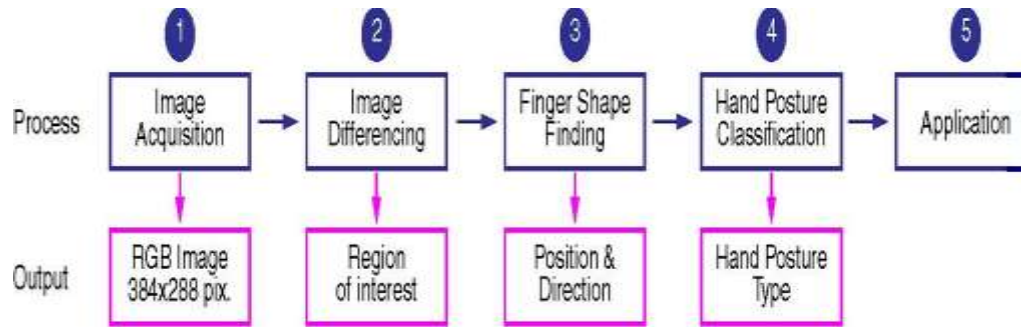 1
2
3
4
5
Process
Image
Acquisition
Image
Differencing
Finger Shape
Finding
Hand Posture
Classification
Application
Output
RGB Image
384x288 pix.
Region
of interest
Position &
Direction
Hand Posture
Type